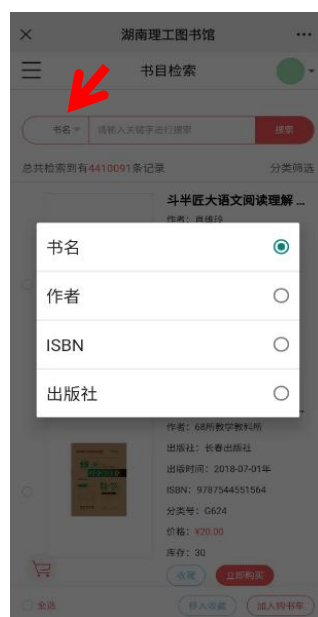 湖南理工图书馆
书目检索
书名 请输入关键字进行搜索 搜索
总共检索到有4410091条记录 分类筛选
斗半匠大语文阅读理解 ...
作者：肖维玲
书名
作者
ISBN
出版社
作者：68所教学教科所
出版社：长春出版社
出版时间：2018-07-01年
ISBN：9787544551564
分类号：G624
价格：¥20.00
库存：30
收藏 立即购买
全选 移入收藏 加入购书车